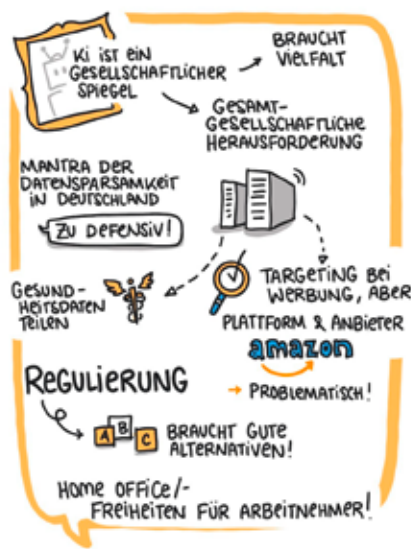 KI IST EIN
GESELLSCHAFTLICHER
SPIEGEL
BRAUCHT
VIELFALT
GESAMT-
GESELLSCHAFTLICHE
HERAUSFORDERUNG
MANTRA DER
DATENSPARSAMKEIT
IN DEUTSCHLAND
ZU DEFENSIV!
GESUND-
HEITSDATEN
TEILEN
TARGETING BEI
WERBUNG, ABER
PLATTFORM & ANBIETER
amazon
PROBLEMATISCH!
REGULIERUNG
A B C
BRAUCHT GUTE
ALTERNATIVEN!
HOME OFFICE/-
FREIHEITEN FÜR ARBEITNEHMER!